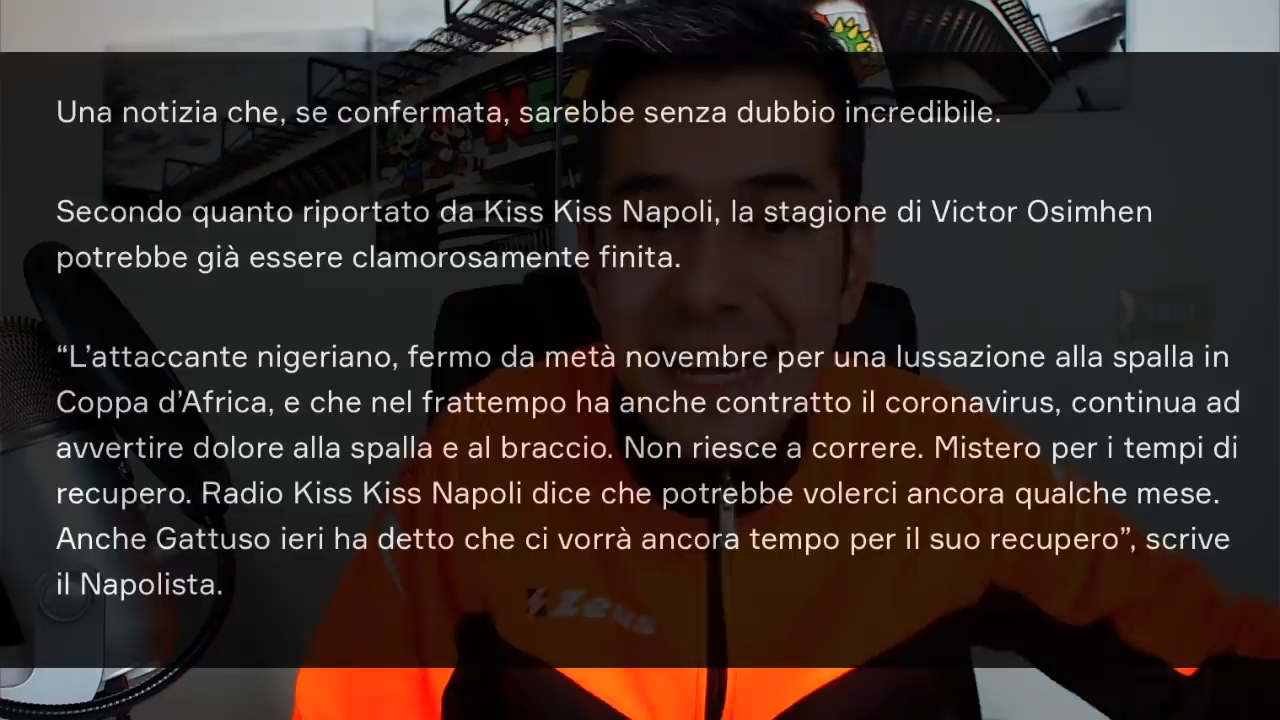 Una notizia che, se confermata, sarebbe senza dubbio incredibile.
Secondo quanto riportato da Kiss Kiss Napoli, la stagione di Victor Osimhen
potrebbe già essere clamorosamente finita.
“L’attaccante nigeriano, fermo da metà novembre per una lussazione alla spalla in
Coppa d’Africa, e che nel frattempo ha anche contratto il coronavirus, continua ad
avvertire dolore alla spalla e al braccio. Non riesce a correre. Mistero per i tempi di
recupero. Radio Kiss Kiss Napoli dice che potrebbe volerci ancora qualche mese.
Anche Gattuso ieri ha detto che ci vorrà ancora tempo per il suo recupero”, scrive
il Napolista.
Zeus